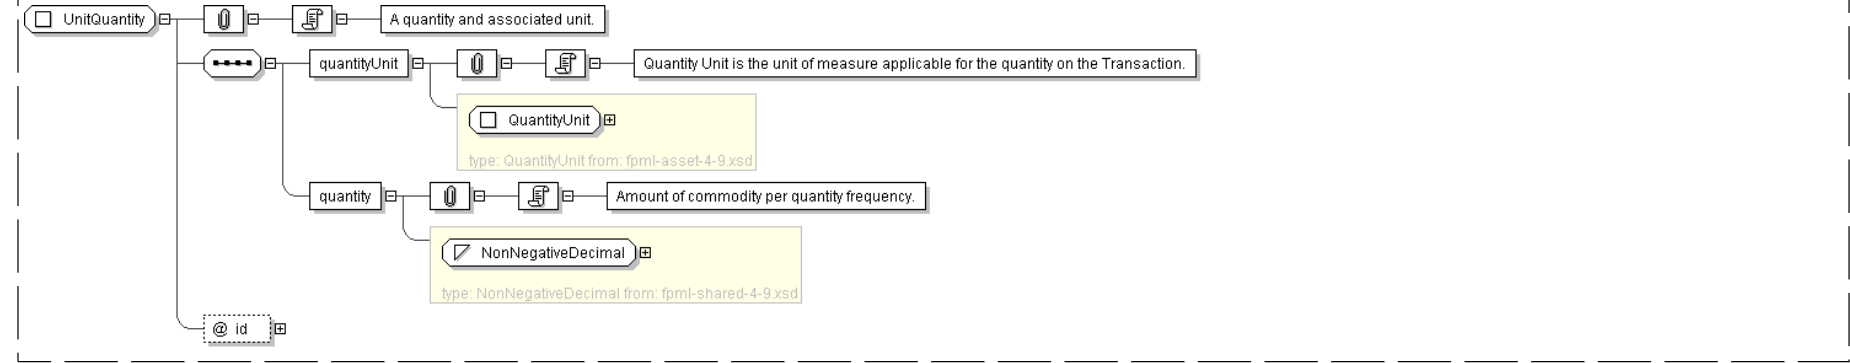 UnitQuantity
A quantity and associated unit.
quantityUnit
Quantity Unit is the unit of measure applicable for the quantity on the Transaction.
QuantityUnit
type: QuantityUnit from: fpml-asset-4-9.xsd
quantity
Amount of commodity per quantity frequency.
NonNegativeDecimal
type: NonNegativeDecimal from: fpml-shared-4-9.xsd
@ id